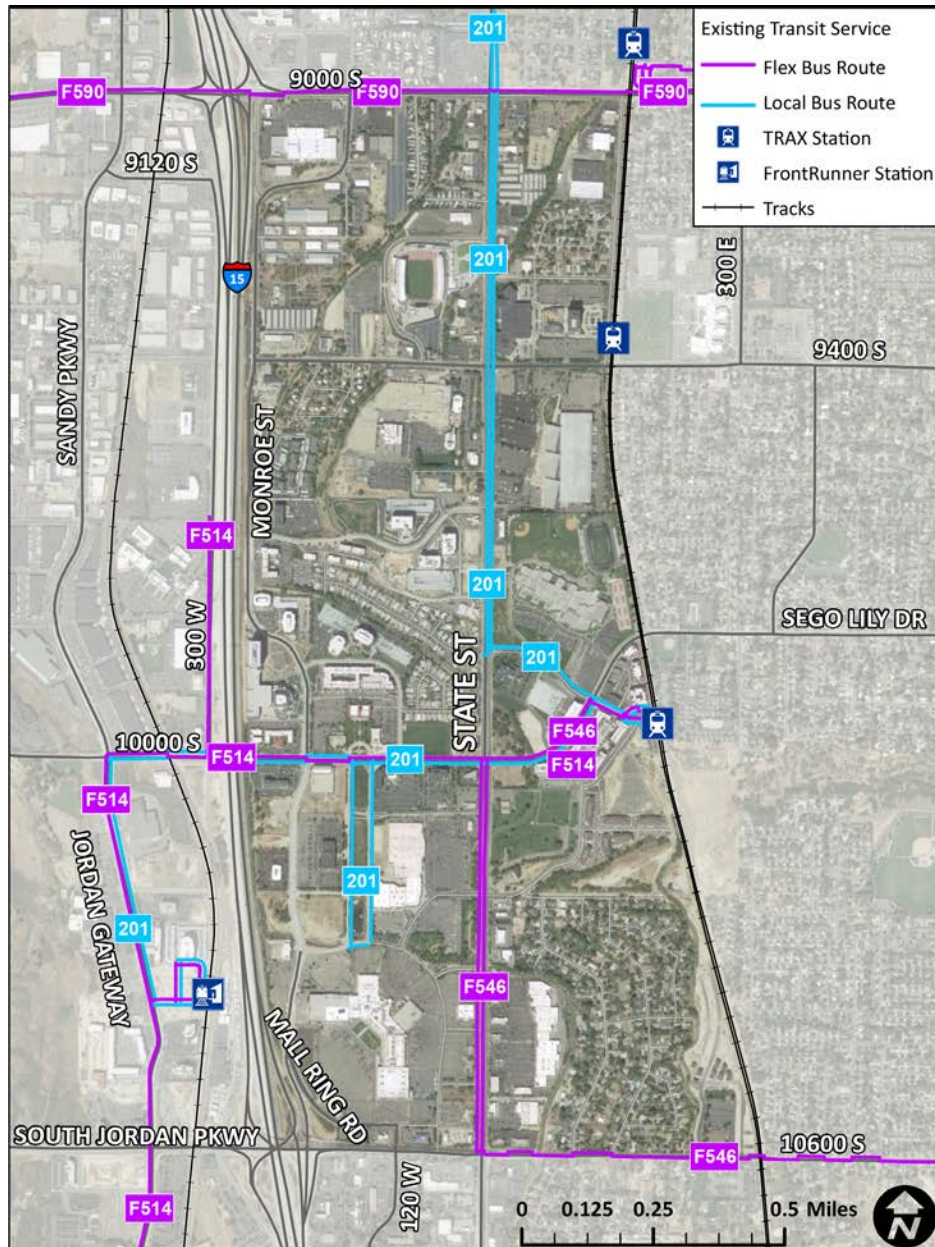 Existing Transit Service
Flex Bus Route
Local Bus Route
TRAX Station
FrontRunner Station
Tracks
201
9000 S
F590
F590
F590
9120 S
201
15
300 E
9400 S
SANDY PKWY
MONROE ST
F514
201
300 W
STATE ST
SEGO LILY DR
201
F546
10000 S
F514
201
F514
F514
JORDAN GATEWAY
201
201
F546
MALL RING RD
SOUTH JORDAN PKWY
10600 S
F546
120 W
F514
0 0.125 0.25 0.5 Miles
N